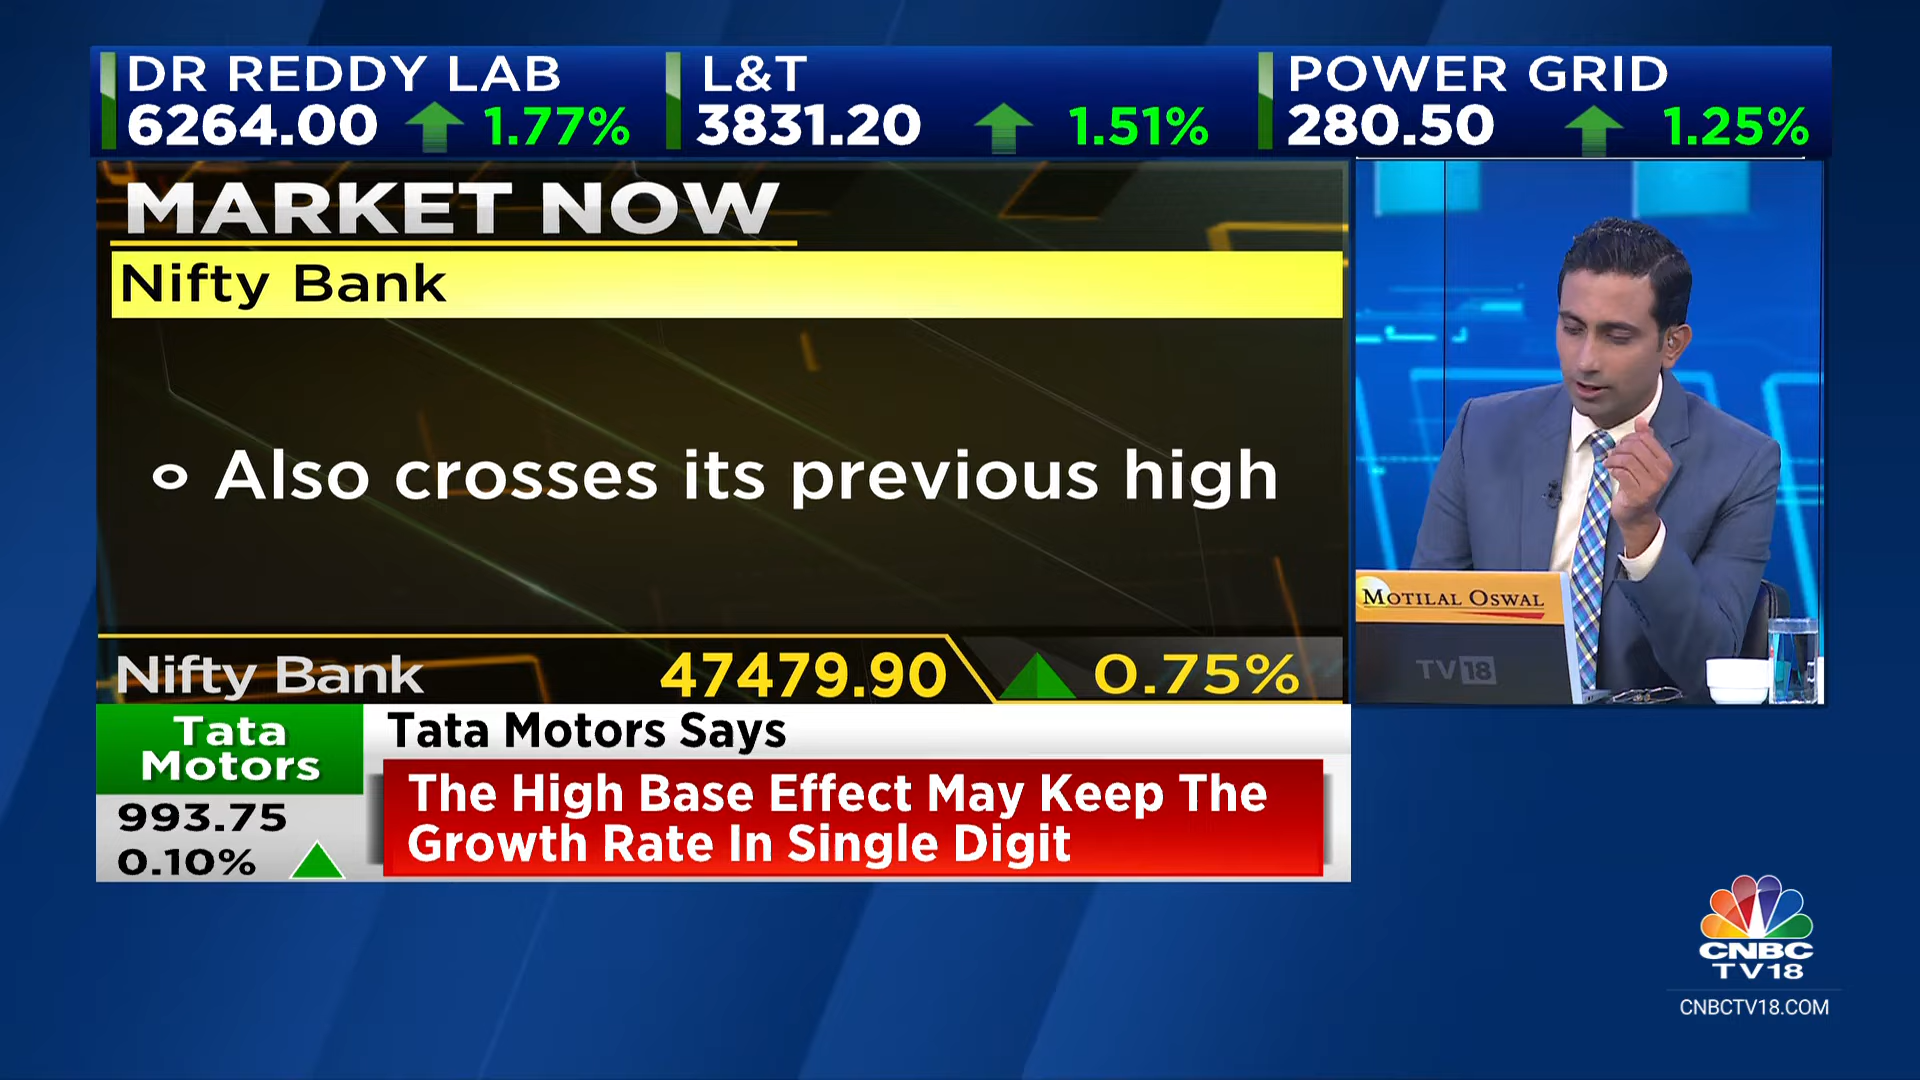 DR REDDY LAB
6264.00 1.77%
L&T
3831.20 1.51%
POWER GRID
280.50 1.25%
MARKET NOW
Nifty Bank
Also crosses its previous high
Nifty Bank 47479.90 0.75%
Tata
Motors
993.75
0.10%
Tata Motors Says
The High Base Effect May Keep The
Growth Rate In Single Digit
MOTILAL OSWAL
TV18
CNBC
TV18
CNBCTV18.COM